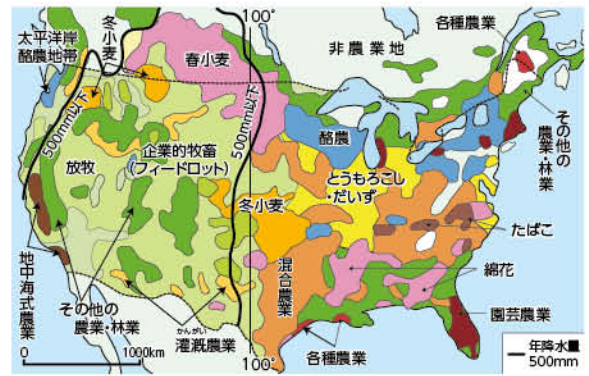 100°
太平洋岸
酪農地帯
冬小麦
春小麦
非農業地
各種農業
その他の
農業・林業
500mm以下
500mm以下
放牧
企業的牧畜
(フィードロット)
酪農
とうもろこし
・だいず
冬小麦
混合農業
たばこ
綿花
園芸農業
地中海式農業
その他の
農業・林業
かんがい
灌漑農業
各種農業
0
1000km
100°
年降水量
500mm